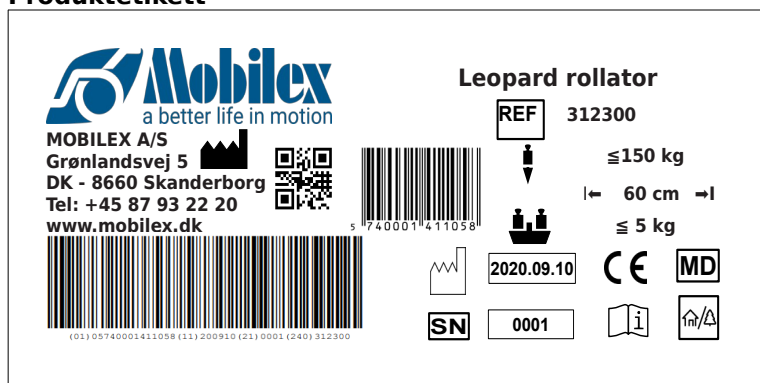 Produktetikett
Mobilex
a better life in motion
MOBILEX A/S
Grønlandsvej 5
DK - 8660 Skanderborg
Tel: +45 87 93 22 20
www.mobilex.dk
5 740001 411058
(01)05740001411058(11)200910(21)0001(240)312300
Leopard rollator
REF 312300
≦150 kg
60 cm
≦ 5 kg
2020.09.10 CE MD
SN 0001 i